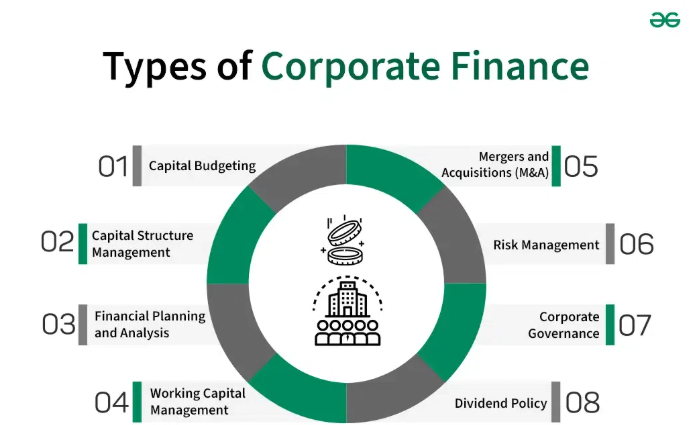 Types of Corporate Finance
01
Capital Budgeting
02
Capital Structure
Management
03
Financial Planning
and Analysis
04
Working Capital
Management
Mergers and
Acquisitions (M&A)
05
Risk Management
06
Corporate
Governance
07
Dividend Policy
08